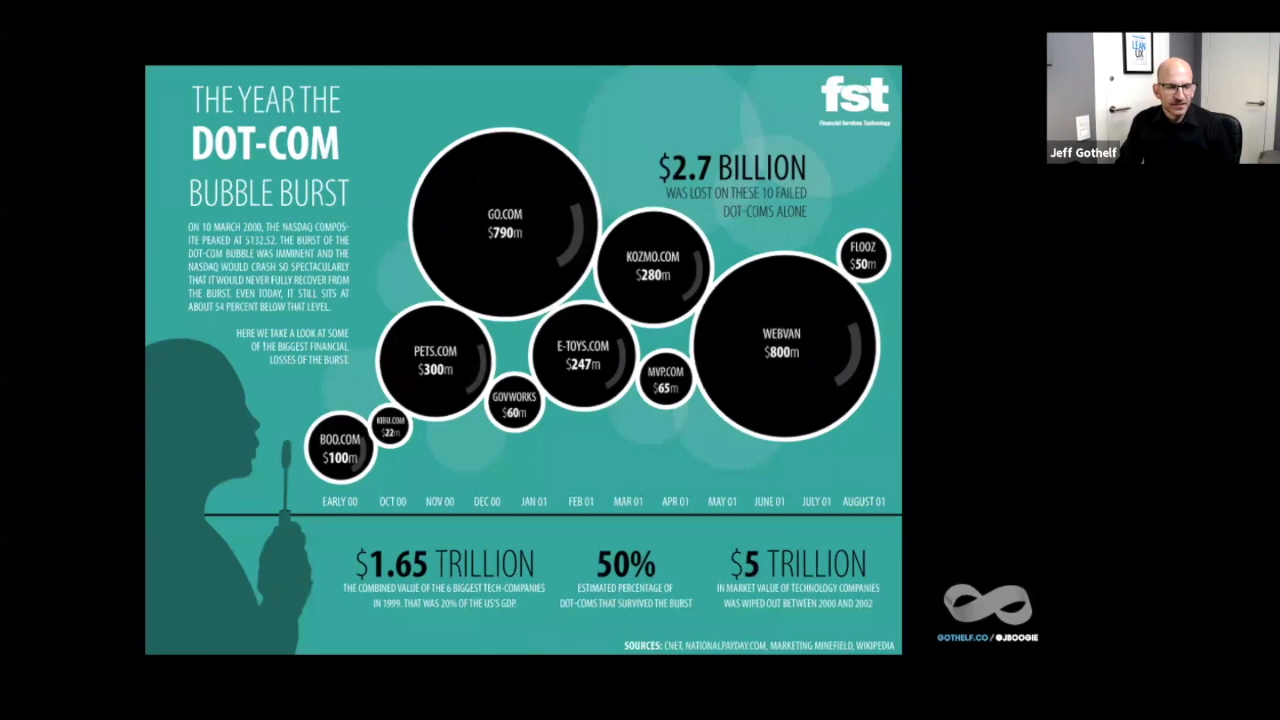 THE YEAR THE
DOT-COM
BUBBLE BURST
ON 10 MARCH 2000, THE NASDAQ COMPOS-
ITE PEAKED AT 5132.52. THE BURST OF THE
DOT-COM BUBBLE WAS IMMINENT AND THE
NASDAQ WOULD CRASH SO SPECTACULARLY
THAT IT WOULD NEVER FULLY RECOVER FROM
THE BURST. EVEN TODAY, IT STILL SITS AT
ABOUT 54 PERCENT BELOW THAT LEVEL.
HERE WE TAKE A LOOK AT SOME
OF THE BIGGEST FINANCIAL
LOSSES OF THE BURST.
fst
Financial Services Technology
$2.7 BILLION
WAS LOST ON THESE 10 FAILED
DOT-COMS ALONE
GO.COM
$790m
KOZMO.COM
$280m
FLOOZ
$50m
PETS.COM
$300m
E-TOYS.COM
$247m
WEBVAN
$800m
MVP.COM
$65m
GOVWORKS
$60m
KIBU.COM
$22m
BOO.COM
$100m
EARLY 00 OCT 00 NOV 00 DEC 00 JAN 01 FEB 01 MAR 01 APR 01 MAY 01 JUNE 01 JULY 01 AUGUST 01
$1.65 TRILLION
THE COMBINED VALUE OF THE 6 BIGGEST TECH-COMPANIES
IN 1999. THAT WAS 20% OF THE US'S GDP.
50%
ESTIMATED PERCENTAGE OF
DOT-COMS THAT SURVIVED THE BURST
$5 TRILLION
IN MARKET VALUE OF TECHNOLOGY COMPANIES
WAS WIPED OUT BETWEEN 2000 AND 2002
SOURCES: CNET, NATIONALPAYDAY.COM, MARKETING MINEFIELD, WIKIPEDIA
LEAN
UX
Jeff Gothelf
GOTHELF.CO / @JBOOGIE